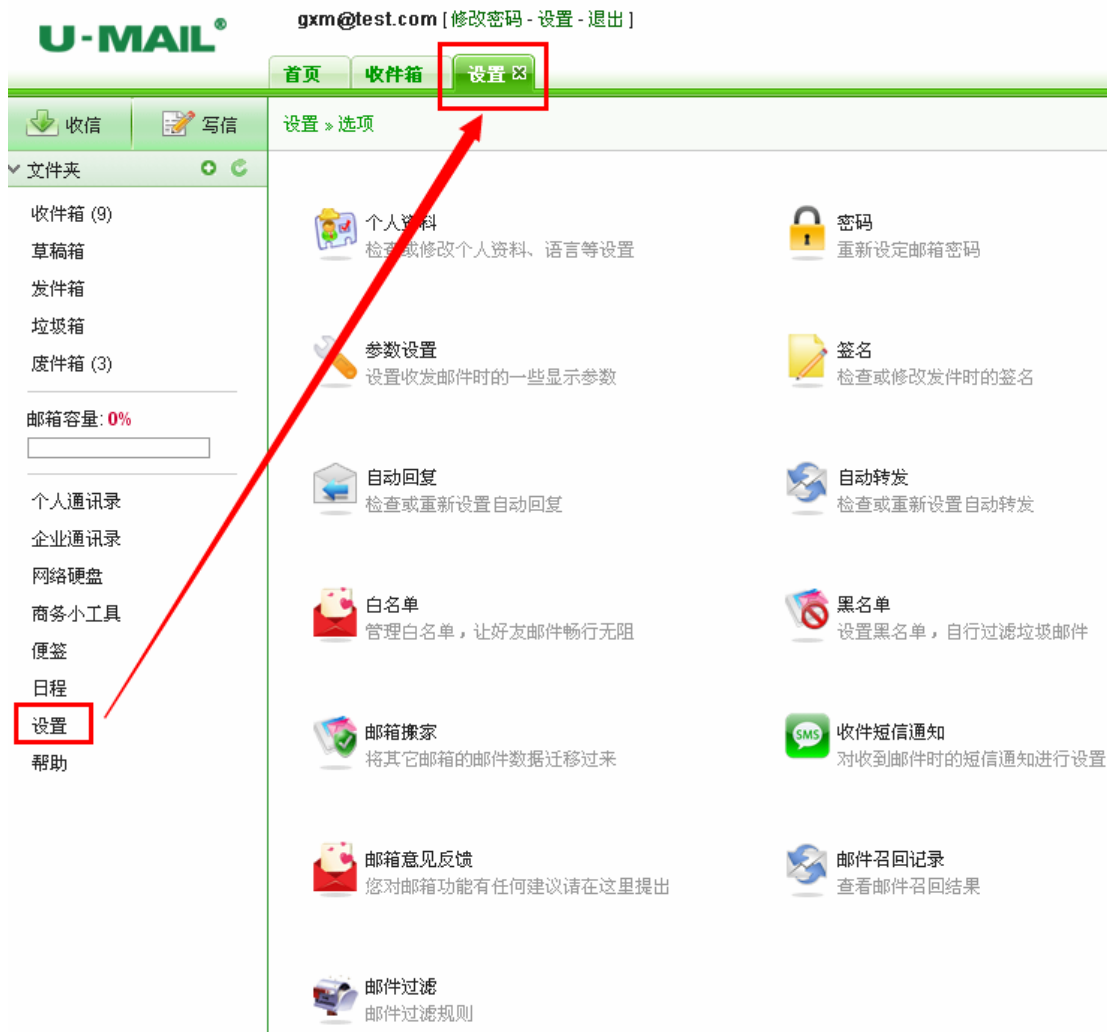 U-MAIL®
gxm@test.com [修改密码 - 设置 - 退出 ]
首页 收件箱 设置
收信 写信
设置 » 选项
文件夹
收件箱 (9)
草稿箱
发件箱
垃圾箱
废件箱 (3)
邮箱容量: 0%
个人通讯录
企业通讯录
网络硬盘
商务小工具
便签
日程
设置
帮助
个人资料
检查或修改个人资料、语言等设置
密码
重新设定邮箱密码
参数设置
设置收发邮件时的一些显示参数
签名
检查或修改发件时的签名
自动回复
检查或重新设置自动回复
自动转发
检查或重新设置自动转发
白名单
管理白名单，让好友邮件畅行无阻
黑名单
设置黑名单，自行过滤垃圾邮件
邮箱搬家
将其它邮箱的邮件数据迁移过来
SMS
收件短信通知
对收到邮件时的短信通知进行设置
邮箱意见反馈
您对邮箱功能有任何建议请在这里提出
邮件召回记录
查看邮件召回结果
邮件过滤
邮件过滤规则